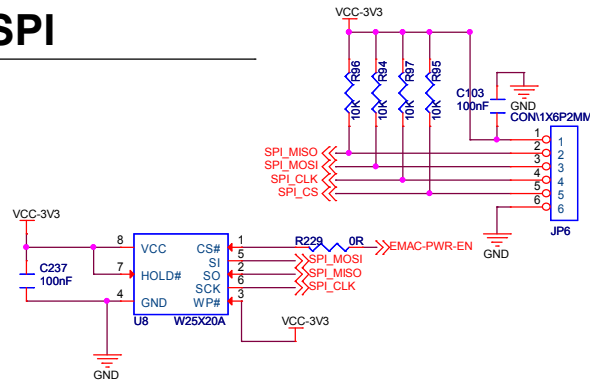 SPI
VCC-3V3
R96
R94
R97
R95
10K
10K
10K
10K
C103
100nF
GND
CON\1X6P2MM
SPI_MISO
SPI_MOSI
SPI_CLK
SPI_CS
1
2
3
4
5
6
1
2
3
4
5
6
JP6
GND
VCC-3V3
C237
100nF
8
7
4
VCC
HOLD#
GND
CS#
SI
SO
SCK
WP#
1
5
2
6
3
U8
W25X20A
R229
0R
EMAC-PWR-EN
SPI_MOSI
SPI_MISO
SPI_CLK
VCC-3V3
GND